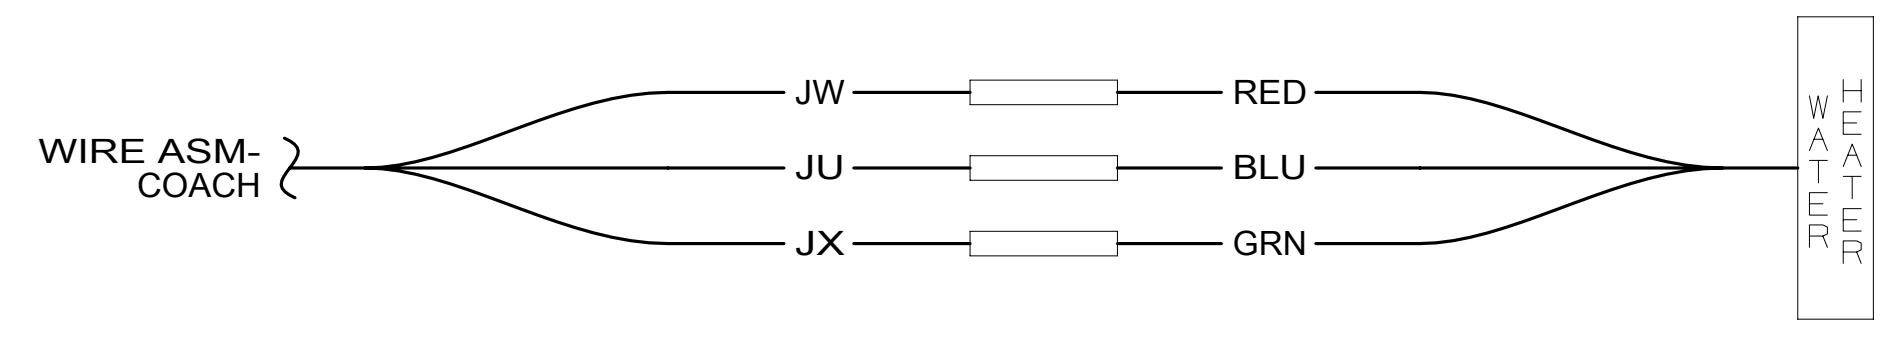 WIRE ASM-
COACH
JW
RED
JU
BLU
JX
GRN
WATER
HEATER